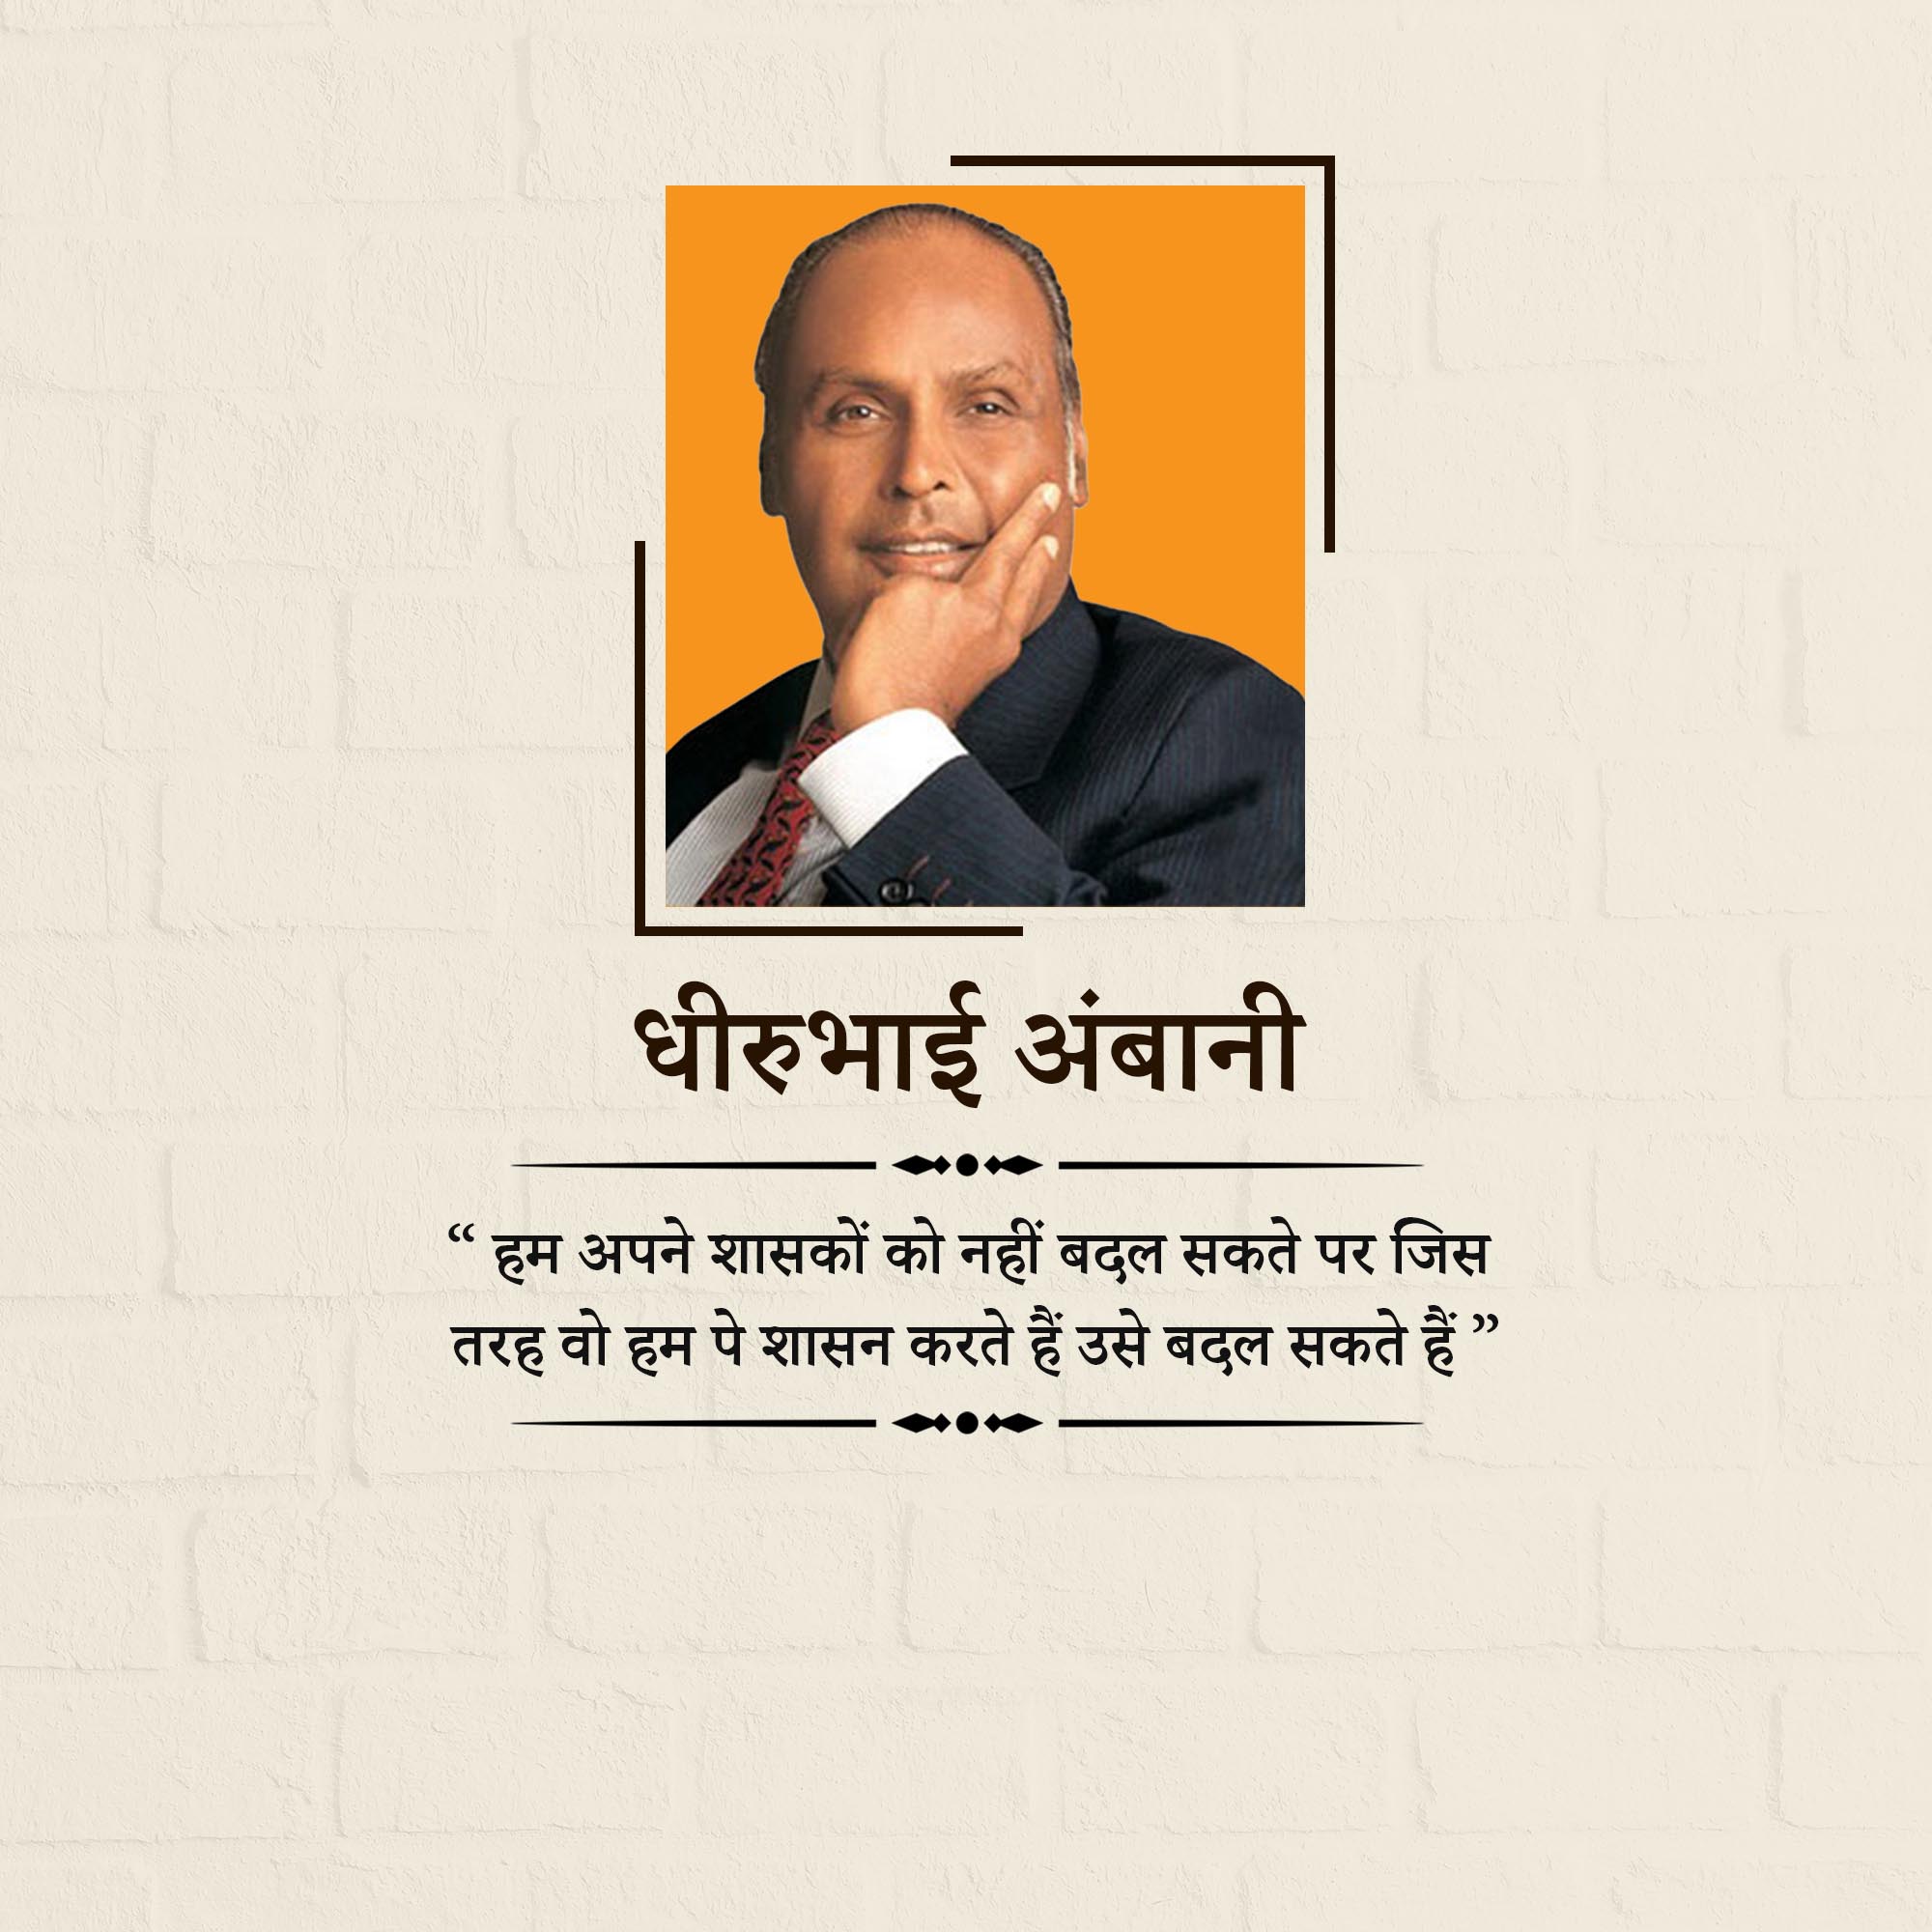 धीरुभाई अंबानी
“ हम अपने शासकों को नहीं बदल सकते पर जिस
तरह वो हम पे शासन करते हैं उसे बदल सकते हैं ”